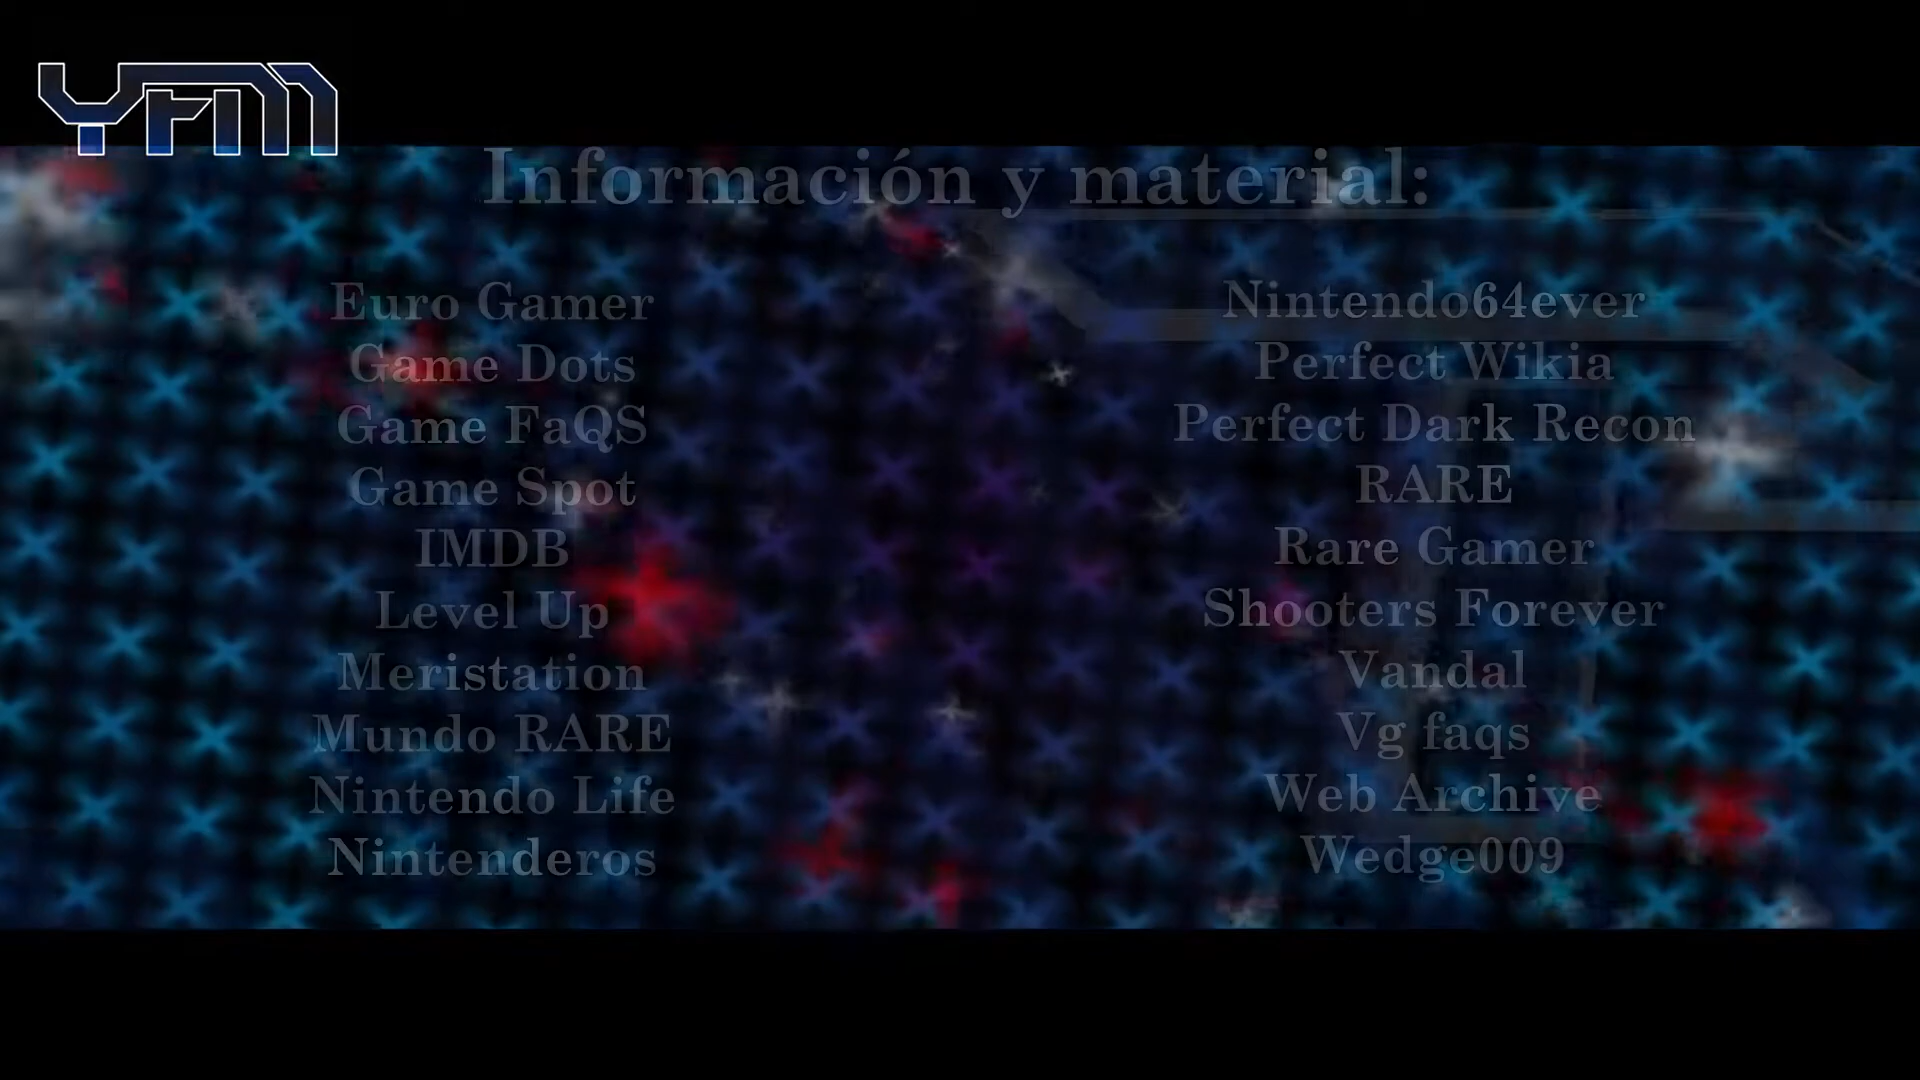 YFM
Información y material:
Euro Gamer
Game Dots
Game FaQS
Game Spot
IMDB
Level Up
Meristation
Mundo RARE
Nintendo Life
Nintenderos
Nintendo64ever
Perfect Wikia
Perfect Dark Recon
RARE
Rare Gamer
Shooters Forever
Vandal
Vg faqs
Web Archive
Wedge009